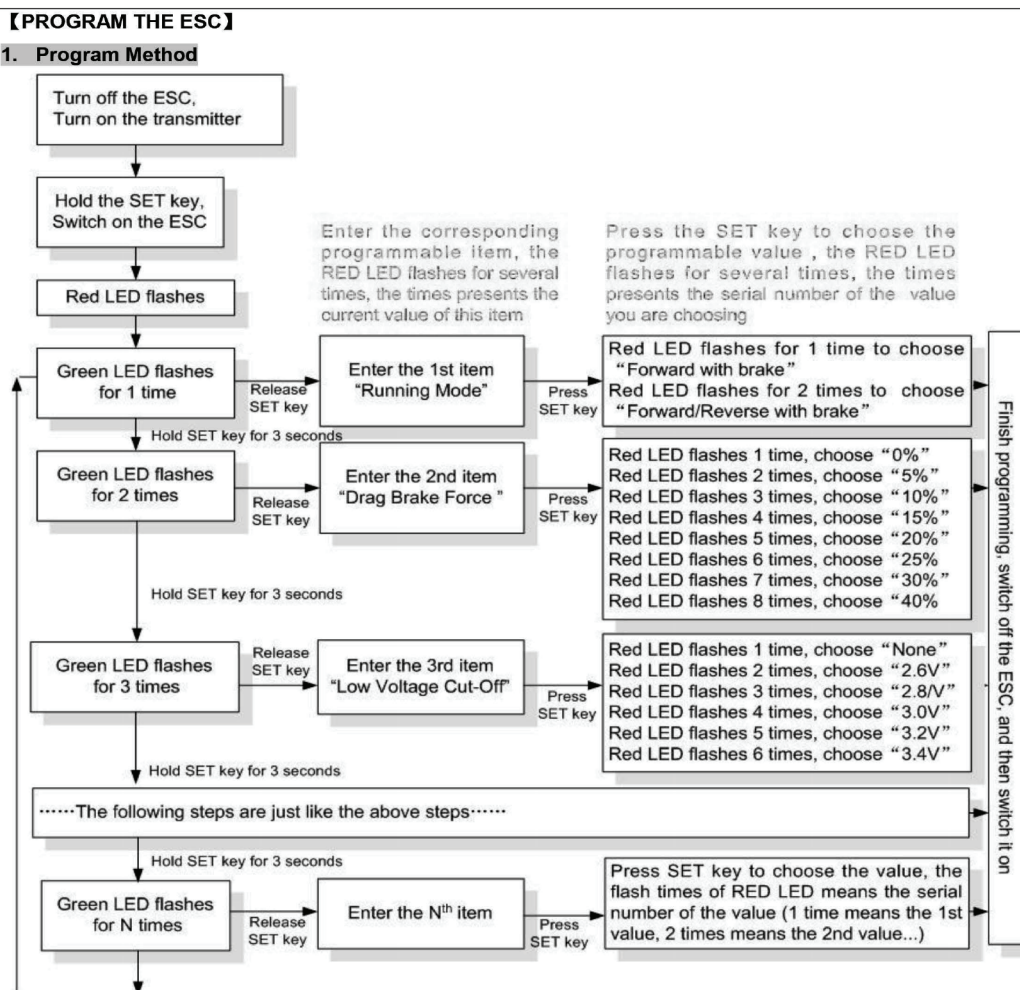 【PROGRAM THE ESC】
1. Program Method
Turn off the ESC,
Turn on the transmitter
Hold the SET key,
Switch on the ESC
Red LED flashes
Enter the corresponding
programmable item, the
RED LED flashes for several
times, the times presents the
current value of this item
Press the SET key to choose the
programmable value , the RED LED
flashes for several times, the times
presents the serial number of the value
you are choosing
Green LED flashes
for 1 time
Release
SET key
Enter the 1st item
“Running Mode”
Press
SET key
Red LED flashes for 1 time to choose
“Forward with brake”
Red LED flashes for 2 times to choose
“Forward/Reverse with brake”
Hold SET key for 3 seconds
Green LED flashes
for 2 times
Release
SET key
Enter the 2nd item
“Drag Brake Force ”
Press
SET key
Red LED flashes 1 time, choose “0%”
Red LED flashes 2 times, choose “5%”
Red LED flashes 3 times, choose “10%”
Red LED flashes 4 times, choose “15%”
Red LED flashes 5 times, choose “20%”
Red LED flashes 6 times, choose “25%
Red LED flashes 7 times, choose “30%”
Red LED flashes 8 times, choose “40%
Hold SET key for 3 seconds
Green LED flashes
for 3 times
Release
SET key
Enter the 3rd item
“Low Voltage Cut-Off”
Press
SET key
Red LED flashes 1 time, choose “None”
Red LED flashes 2 times, choose “2.6V”
Red LED flashes 3 times, choose “2.8/V”
Red LED flashes 4 times, choose “3.0V”
Red LED flashes 5 times, choose “3.2V”
Red LED flashes 6 times, choose “3.4V”
Hold SET key for 3 seconds
······The following steps are just like the above steps······
Hold SET key for 3 seconds
Green LED flashes
for N times
Release
SET key
Enter the Nth item
Press
SET key
Press SET key to choose the value, the
flash times of RED LED means the serial
number of the value (1 time means the 1st
value, 2 times means the 2nd value...)
Finish programming, switch off the ESC, and then switch it on